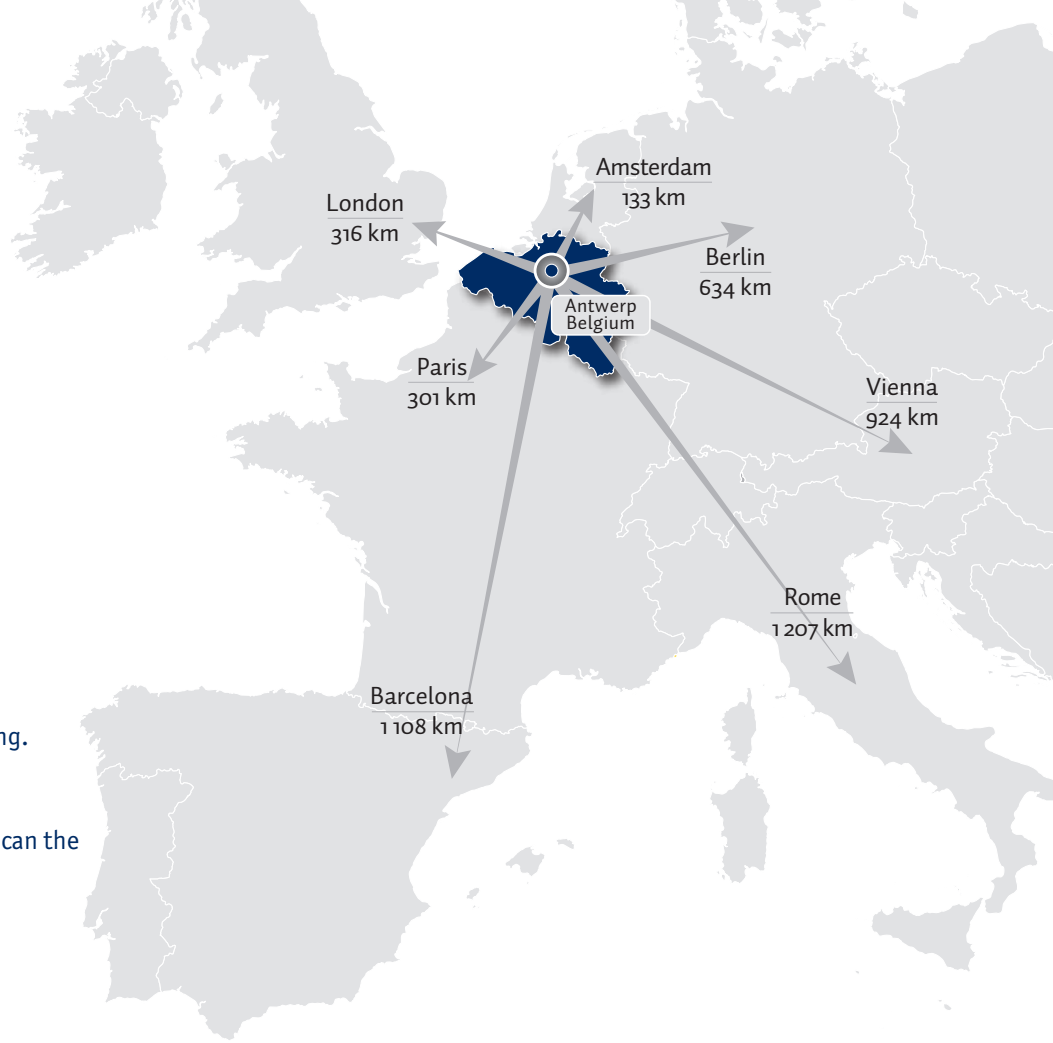 Amsterdam
133 km
London
316 km
Berlin
634 km
Antwerp
Belgium
Paris
301 km
Vienna
924 km
Rome
1 207 km
Barcelona
1 108 km
ng.
can the